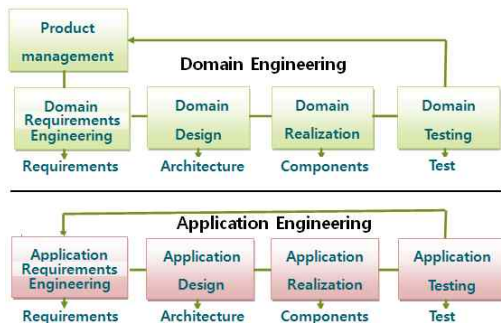 Product
management
Domain Engineering
Domain
Requirements
Engineering
Domain
Design
Domain
Realization
Domain
Testing
Requirements
Architecture
Components
Test
Application Engineering
Application
Requirements
Engineering
Application
Design
Application
Realization
Application
Testing
Requirements
Architecture
Components
Test